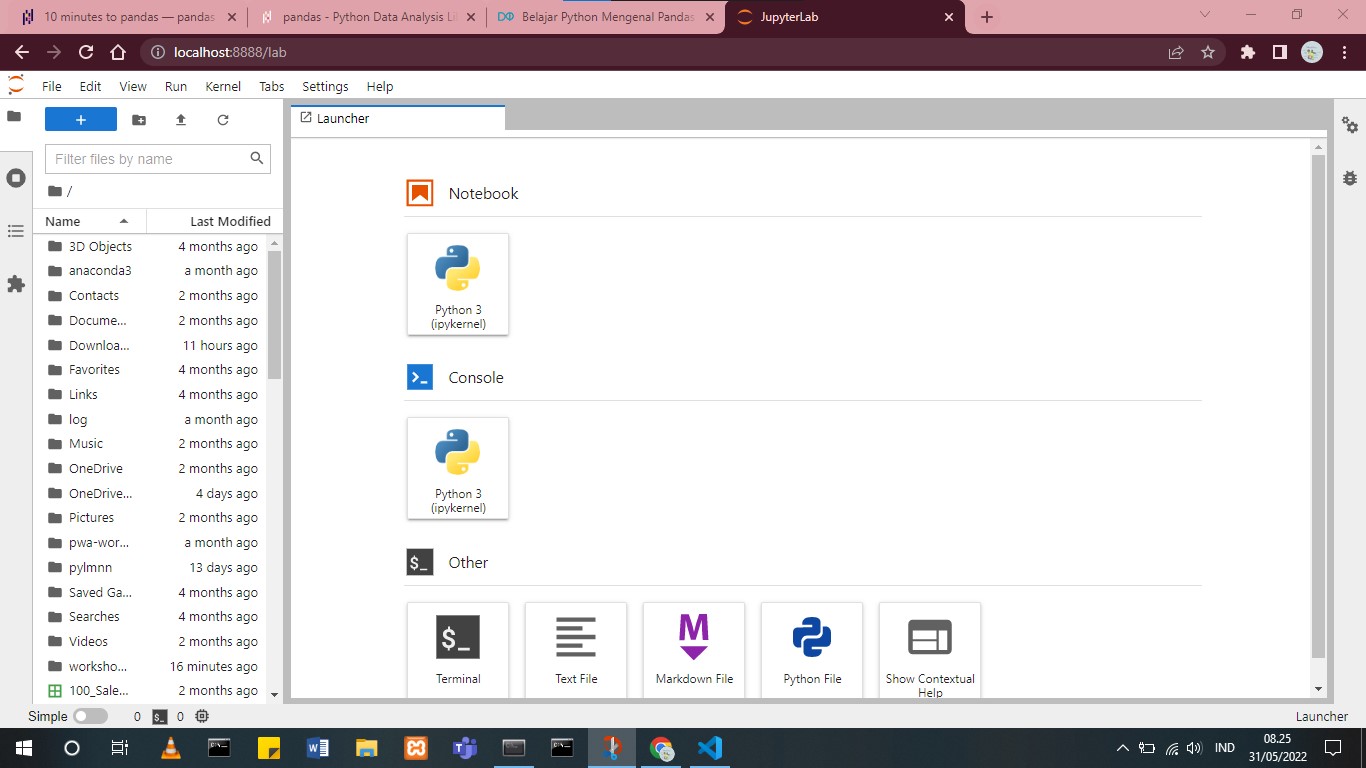 10 minutes to pandas — pandas
pandas - Python Data Analysis Li
Belajar Python Mengenal Pandas
JupyterLab
localhost:8888/lab
File Edit View Run Kernel Tabs Settings Help
Launcher
Filter files by name
/
Name Last Modified
3D Objects 4 months ago
anaconda3 a month ago
Contacts 2 months ago
Docume... 2 months ago
Downloa... 11 hours ago
Favorites 4 months ago
Links 4 months ago
log a month ago
Music 2 months ago
OneDrive 2 months ago
OneDrive... 4 days ago
Pictures 2 months ago
pwa-wor... a month ago
pylmnn 13 days ago
Saved Ga... 4 months ago
Searches 4 months ago
Videos 2 months ago
worksho... 16 minutes ago
100_Sale... 2 months ago
Notebook
Python 3
(ipykernel)
Console
Python 3
(ipykernel)
$_ Other
$_
Terminal
Text File
M
Markdown File
Python File
Show Contextual
Help
Simple 0 $_ 0
Launcher
IND
08.25
31/05/2022